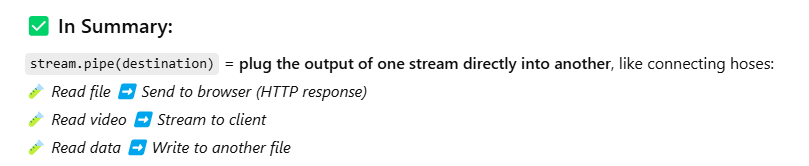 ✅ In Summary:
stream.pipe(destination) = plug the output of one stream directly into another, like connecting hoses:
🧪 Read file ➡️ Send to browser (HTTP response)
🧪 Read video ➡️ Stream to client
🧪 Read data ➡️ Write to another file